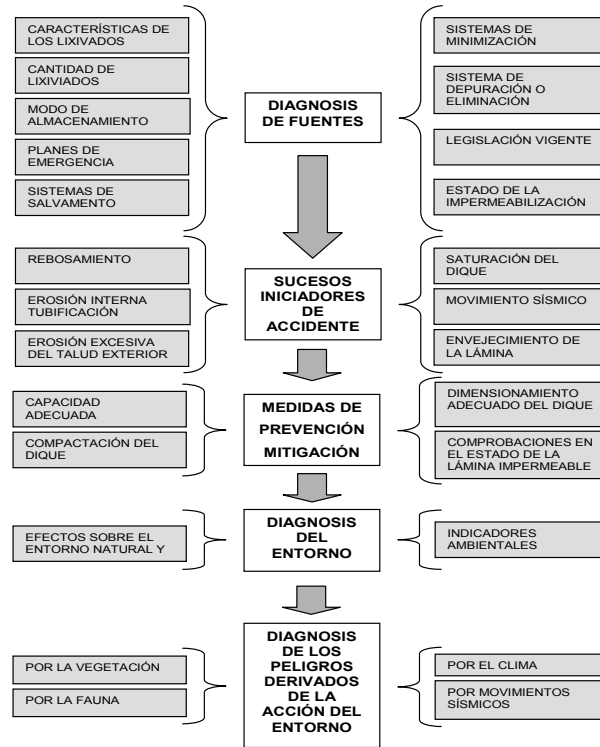 CARACTERÍSTICAS DE
LOS LIXIVADOS
CANTIDAD DE
LIXIVIADOS
MODO DE
ALMACENAMIENTO
PLANES DE
EMERGENCIA
SISTEMAS DE
SALVAMENTO
DIAGNOSIS
DE FUENTES
SISTEMAS DE
MINIMIZACIÓN
SISTEMA DE
DEPURACIÓN O
ELIMINACIÓN
LEGISLACIÓN VIGENTE
ESTADO DE LA
IMPERMEABILIZACIÓN
REBOSAMIENTO
EROSIÓN INTERNA
TUBIFICACIÓN
EROSIÓN EXCESIVA
DEL TALUD EXTERIOR
SUCESOS
INICIADORES
DE
ACCIDENTE
SATURACIÓN DEL
DIQUE
MOVIMIENTO SÍSMICO
ENVEJECIMIENTO DE
LA LÁMINA
CAPACIDAD
ADECUADA
COMPACTACIÓN DEL
DIQUE
MEDIDAS DE
PREVENCIÓN
MITIGACIÓN
DIMENSIONAMIENTO
ADECUADO DEL DIQUE
COMPROBACIONES EN
EL ESTADO DE LA
LÁMINA IMPERMEABLE
EFECTOS SOBRE EL
ENTORNO NATURAL Y
DIAGNOSIS
DEL
ENTORNO
INDICADORES
AMBIENTALES
POR LA VEGETACIÓN
POR LA FAUNA
DIAGNOSIS
DE LOS
PELIGROS
DERIVADOS
DE LA
ACCIÓN DEL
ENTORNO
POR EL CLIMA
POR MOVIMIENTOS
SÍSMICOS